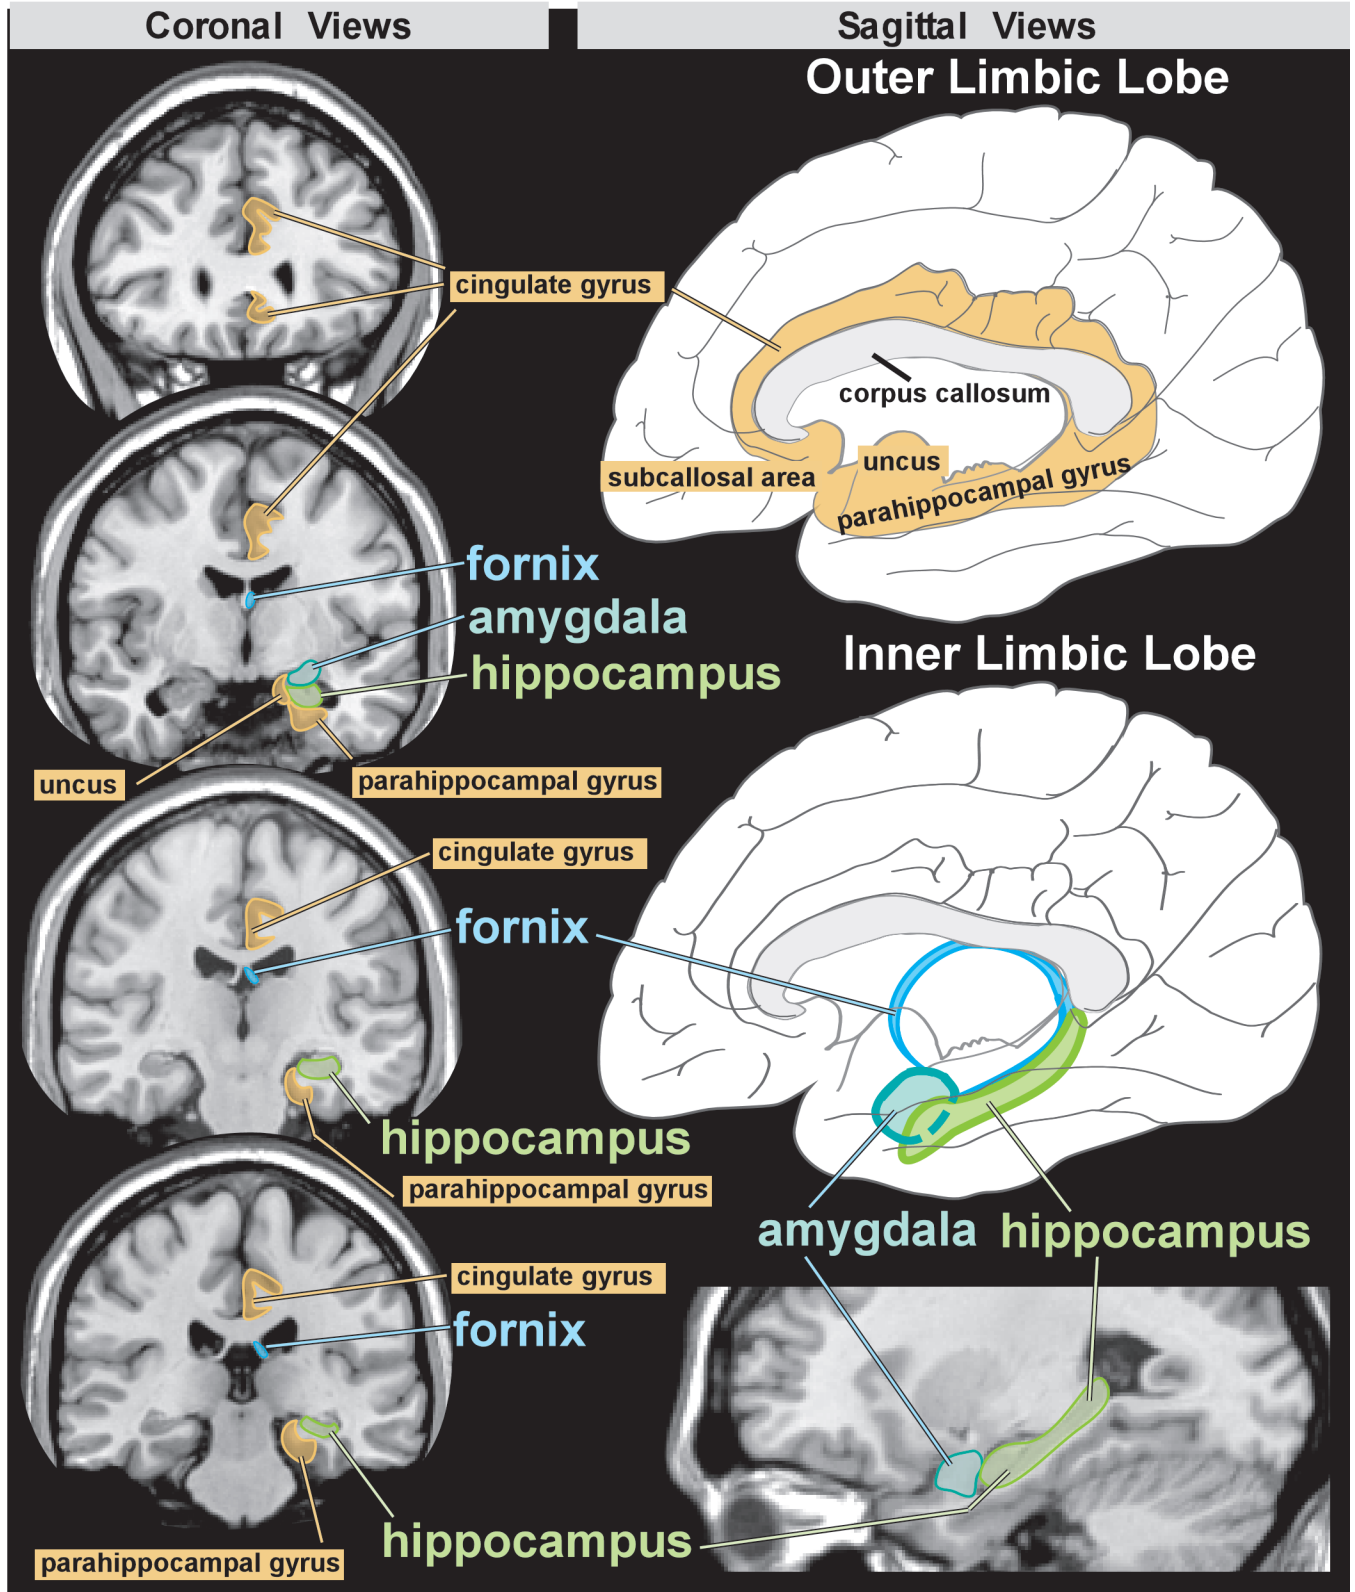 Coronal Views
Sagittal Views
Outer Limbic Lobe
cingulate gyrus
corpus callosum
subcallosal area
uncus
parahippocampal gyrus
fornix
amygdala
hippocampus
uncus
parahippocampal gyrus
Inner Limbic Lobe
cingulate gyrus
fornix
hippocampus
parahippocampal gyrus
amygdala
hippocampus
cingulate gyrus
fornix
hippocampus
parahippocampal gyrus